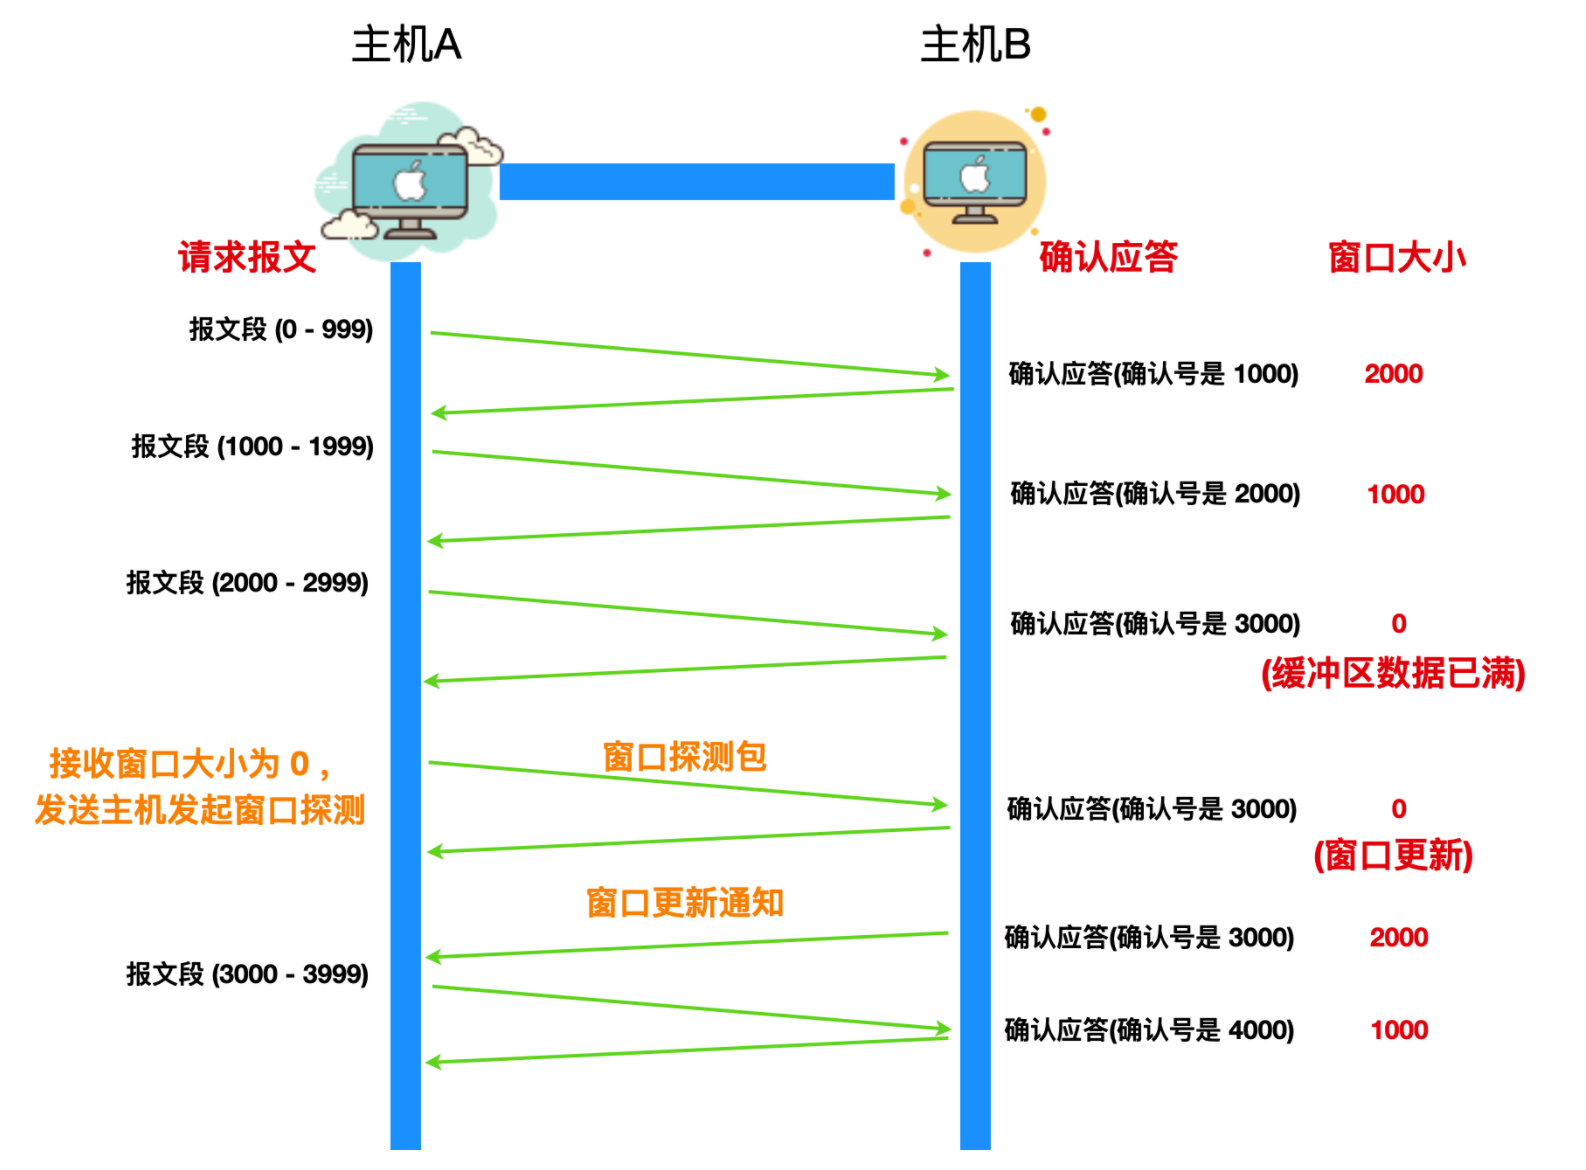 主机A
主机B
请求报文
确认应答
窗口大小
报文段 (0 - 999)
确认应答(确认号是 1000)
2000
报文段 (1000 - 1999)
确认应答(确认号是 2000)
1000
报文段 (2000 - 2999)
确认应答(确认号是 3000)
0
(缓冲区数据已满)
接收窗口大小为 0 ，
发送主机发起窗口探测
窗口探测包
确认应答(确认号是 3000)
0
(窗口更新)
窗口更新通知
确认应答(确认号是 3000)
2000
报文段 (3000 - 3999)
确认应答(确认号是 4000)
1000